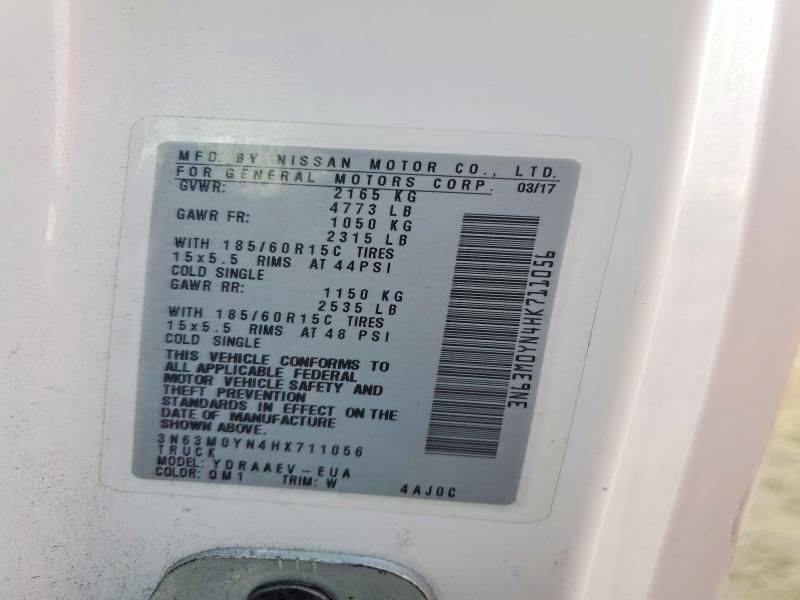 MFD. BY NISSAN MOTOR CO., LTD.
FOR GENERAL MOTORS CORP. 03/17
GVWR: 2165 KG
4773 LB
GAWR FR: 1050 KG
2315 LB
WITH 185/60R15C TIRES
15x5.5 RIMS AT 44PSI
COLD SINGLE
GAWR RR: 1150 KG
2535 LB
WITH 185/60R15C TIRES
15x5.5 RIMS AT 48 PSI
COLD SINGLE
THIS VEHICLE CONFORMS TO
ALL APPLICABLE FEDERAL
MOTOR VEHICLE SAFETY AND
THEFT PREVENTION
STANDARDS IN EFFECT ON THE
DATE OF MANUFACTURE
SHOWN ABOVE.
3N63M0YN4HK711056
TRUCK
MODEL: YDRAAEV-EUA
COLOR: QM1 TRIM: W
4AJ0C
3N63M0YN4HK711056